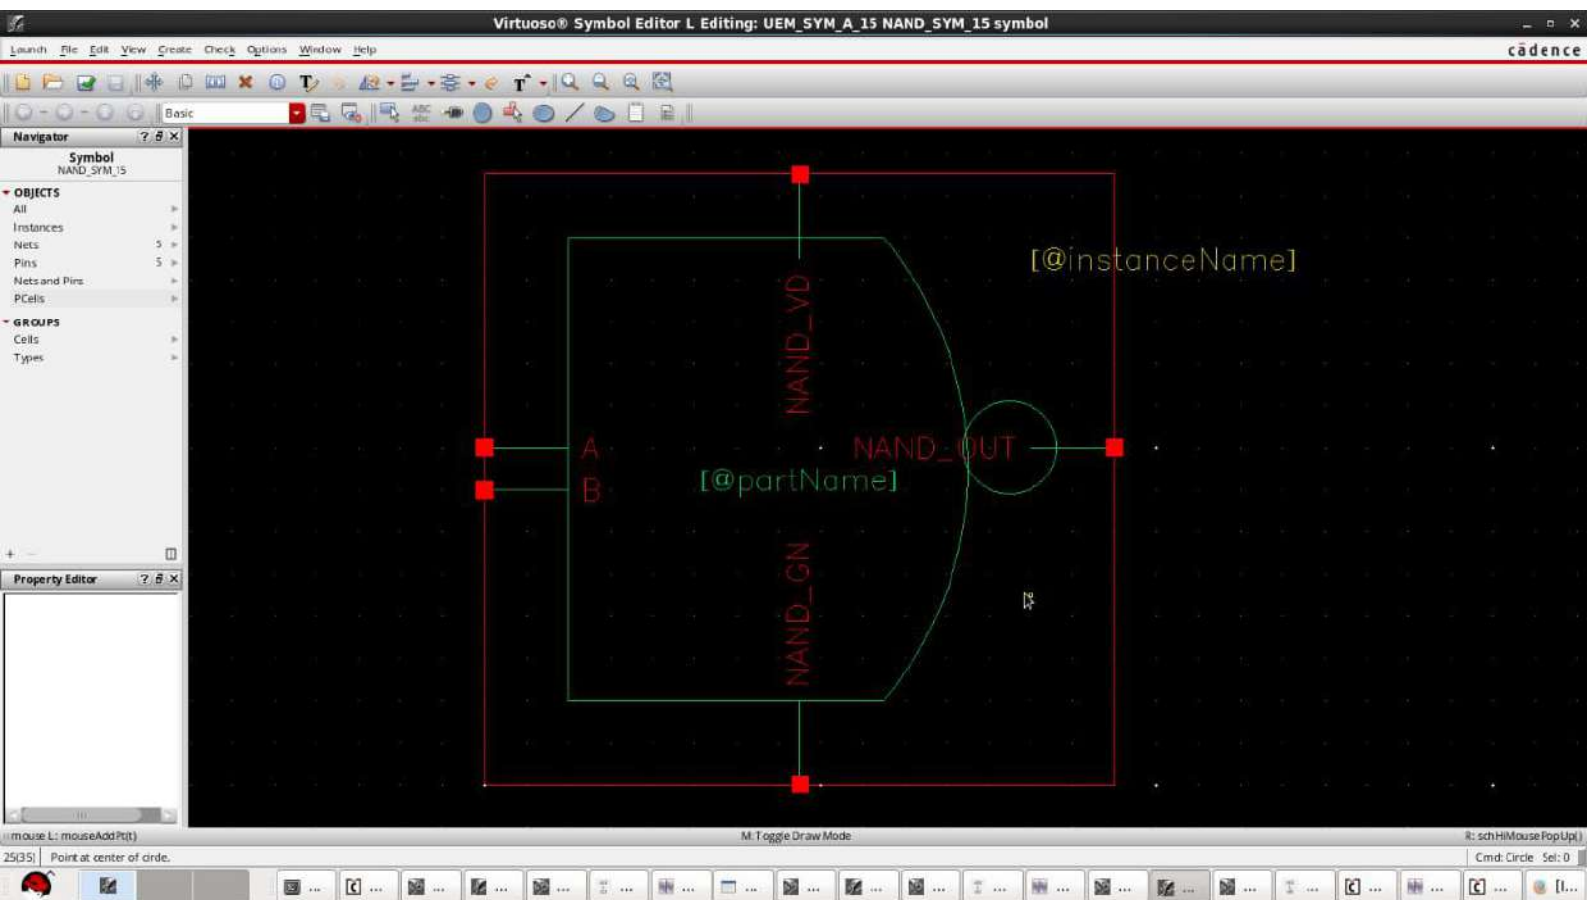 Virtuoso® Symbol Editor L Editing: UEM_SYM_A_15 NAND_SYM_15 symbol
Launch File Edit View Create Check Options Window Help
cādence
Basic
Navigator
Symbol
NAND_SYM_15
OBJECTS
All
Instances
Nets 5
Pins 5
Nets and Pins
PCells
GROUPS
Cells
Types
Property Editor
[@instanceName]
NAND_VD
A
NAND_OUT
[@partName]
B
NAND_GN
mouse L: mouseAddPt(t)
M: Toggle Draw Mode
R: schHiMousePopUp()
25(35) Point at center of circle.
Cmd: Circle Sel: 0